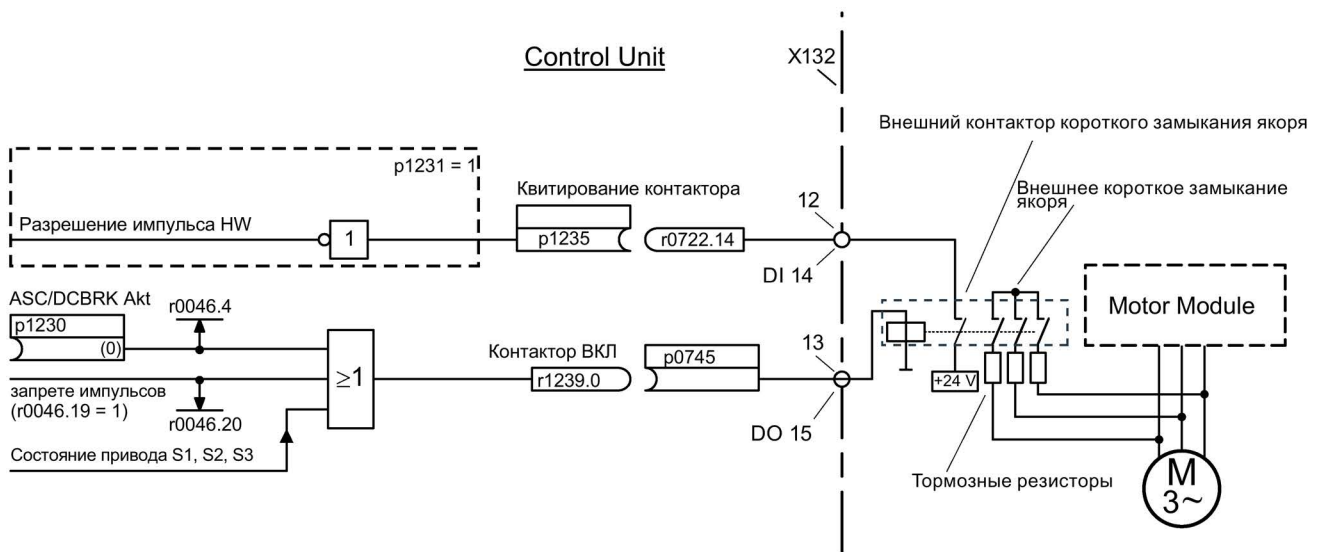 Control Unit
X132
Внешний контактор короткого замыкания якоря
p1231 = 1
Квитирование контактора
12
Внешнее короткое замыкание
якоря
Разрешение импульса HW
1
p1235
r0722.14
DI 14
ASC/DCBRK Akt
r0046.4
Motor Module
p1230
(0)
Контактор ВКЛ
p0745
13
≥1
r1239.0
+24 V
запрете импульсов
(r0046.19 = 1)
r0046.20
DO 15
Состояние привода S1, S2, S3
Тормозные резисторы
M
3~